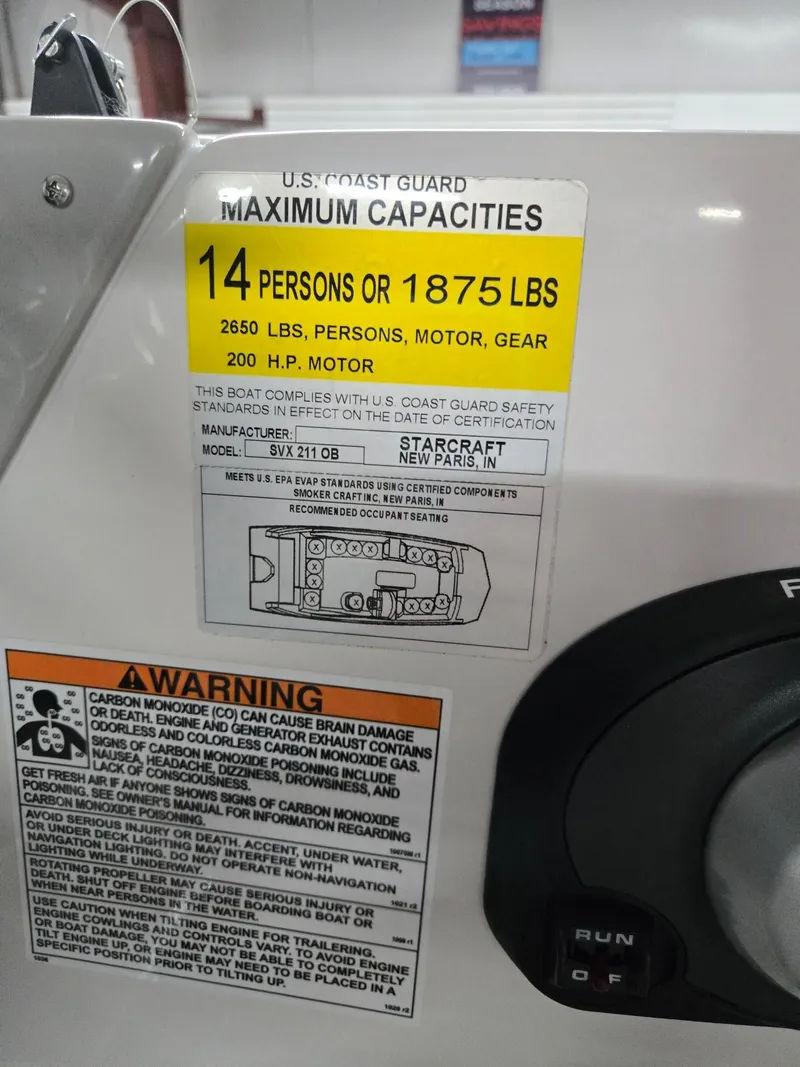 SEASON
SAVINGS
U.S. COAST GUARD
MAXIMUM CAPACITIES
14 PERSONS OR 1875 LBS
2650 LBS, PERSONS, MOTOR, GEAR
200 H.P. MOTOR
THIS BOAT COMPLIES WITH U.S. COAST GUARD SAFETY
STANDARDS IN EFFECT ON THE DATE OF CERTIFICATION
MANUFACTURER: STARCRAFT
MODEL: SVX 211 OB NEW PARIS, IN
MEETS U.S. EPA EVAP STANDARDS USING CERTIFIED COMPONENTS
SMOKER CRAFT INC, NEW PARIS, IN
RECOMMENDED OCCUPANT SEATING
WARNING
CARBON MONOXIDE (CO) CAN CAUSE BRAIN DAMAGE
OR DEATH. ENGINE AND GENERATOR EXHAUST CONTAINS
ODORLESS AND COLORLESS CARBON MONOXIDE GAS.
SIGNS OF CARBON MONOXIDE POISONING INCLUDE
NAUSEA, HEADACHE, DIZZINESS, DROWSINESS, AND
LACK OF CONSCIOUSNESS.
GET FRESH AIR IF ANYONE SHOWS SIGNS OF CARBON MONOXIDE
POISONING. SEE OWNER'S MANUAL FOR INFORMATION REGARDING
CARBON MONOXIDE POISONING.
AVOID SERIOUS INJURY OR DEATH. ACCENT, UNDER WATER,
OR UNDER DECK LIGHTING MAY INTERFERE WITH
NAVIGATION LIGHTING. DO NOT OPERATE NON-NAVIGATION
LIGHTING WHILE UNDERWAY.
1021 r2
ROTATING PROPELLER MAY CAUSE SERIOUS INJURY OR
DEATH. SHUT OFF ENGINE BEFORE BOARDING BOAT OR
WHEN NEAR PERSONS IN THE WATER.
USE CAUTION WHEN TILTING ENGINE FOR TRAILERING.
ENGINE COWLINGS AND CONTROLS VARY. TO AVOID ENGINE
OR BOAT DAMAGE, YOU MAY NOT BE ABLE TO COMPLETELY
TILT ENGINE UP, OR ENGINE MAY NEED TO BE PLACED IN A
SPECIFIC POSITION PRIOR TO TILTING UP.
RUN
OFF